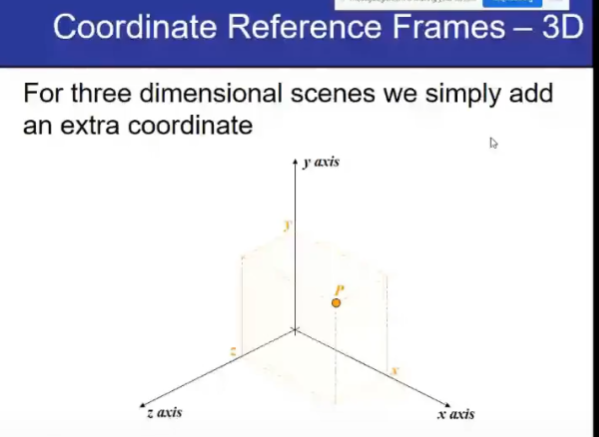 Coordinate Reference Frames – 3D
For three dimensional scenes we simply add
an extra coordinate
y axis
y
P
z
x
z axis
x axis